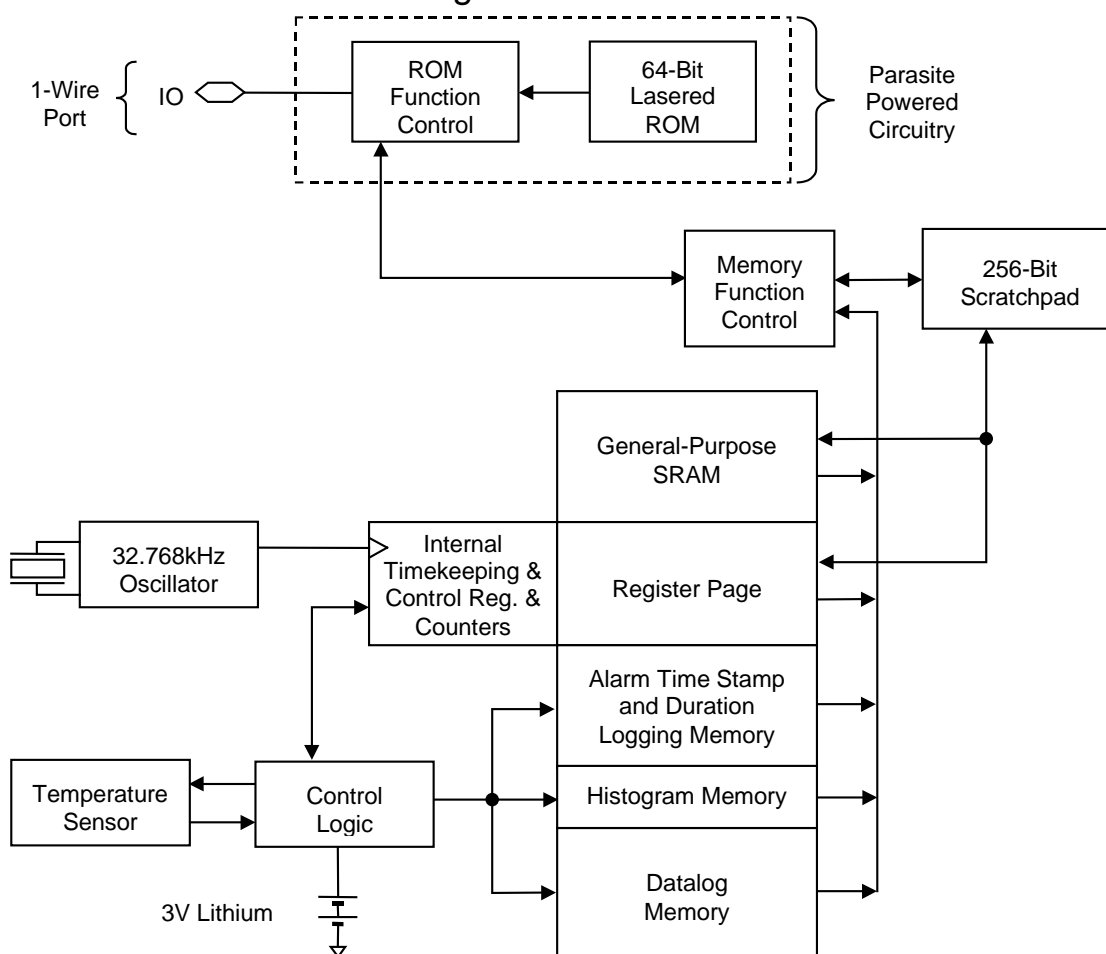 1-Wire
Port
IO
ROM
Function
Control
64-Bit
Lasered
ROM
Parasite
Powered
Circuitry
Memory
Function
Control
256-Bit
Scratchpad
General-Purpose
SRAM
32.768kHz
Oscillator
Internal
Timekeeping &
Control Reg. &
Counters
Register Page
Alarm Time Stamp
and Duration
Logging Memory
Temperature
Sensor
Control
Logic
Histogram Memory
3V Lithium
Datalog
Memory